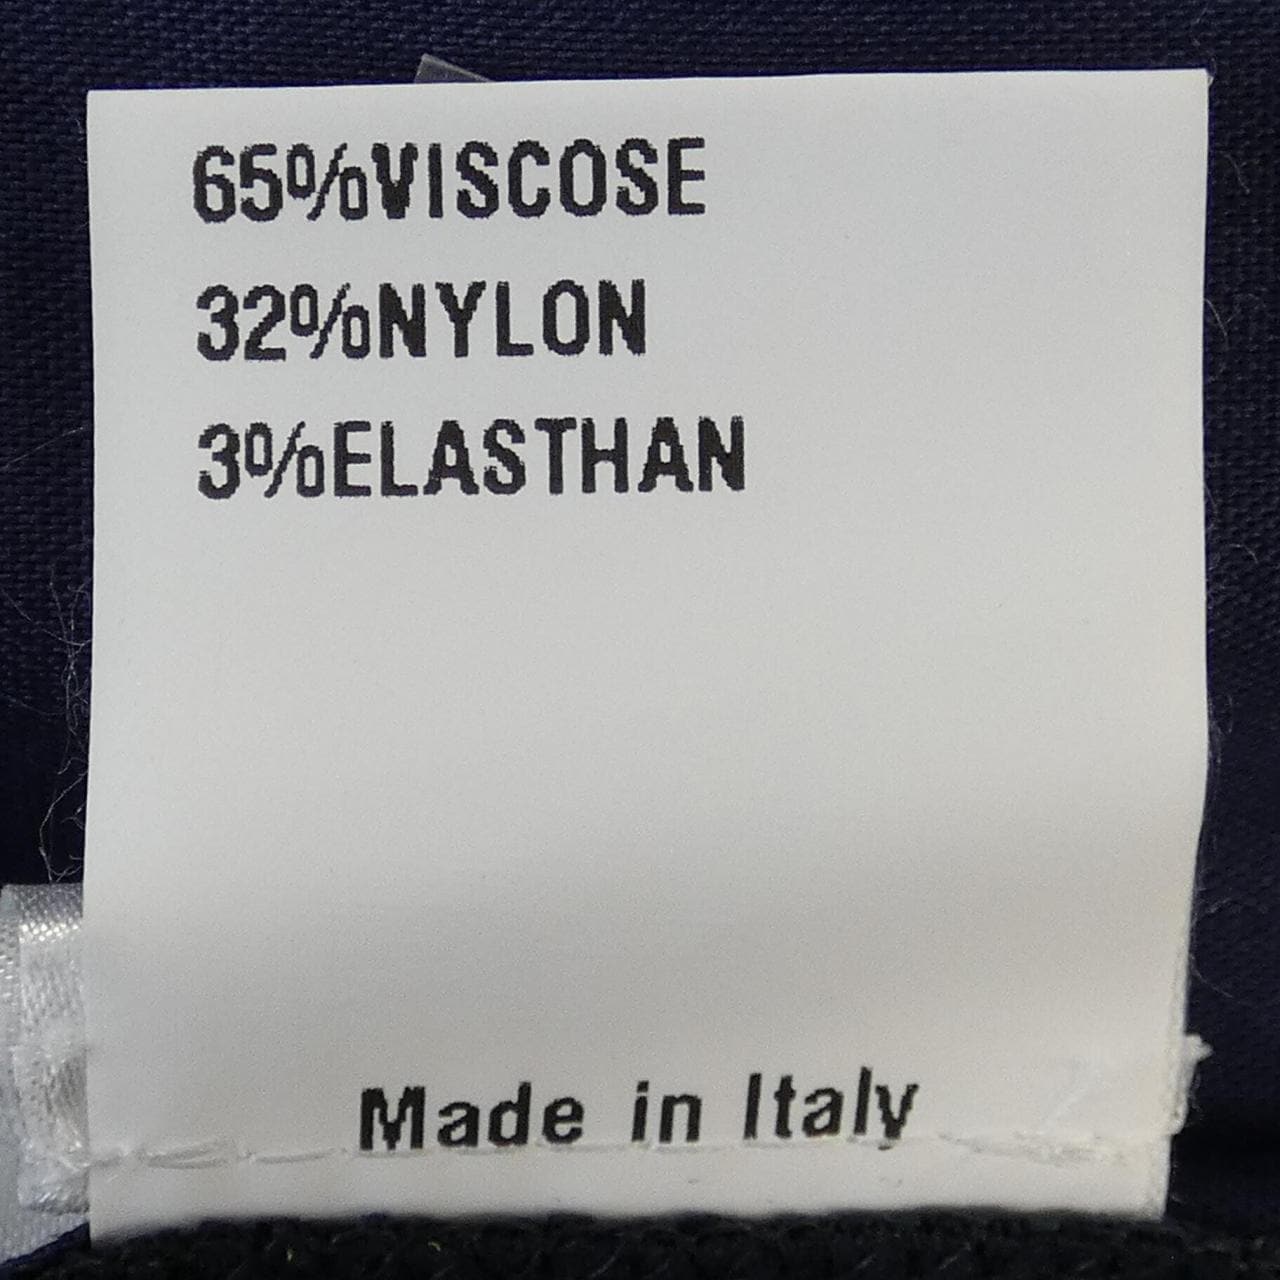 65%VISCOSE
32%NYLON
3%ELASTHAN
Made in Italy